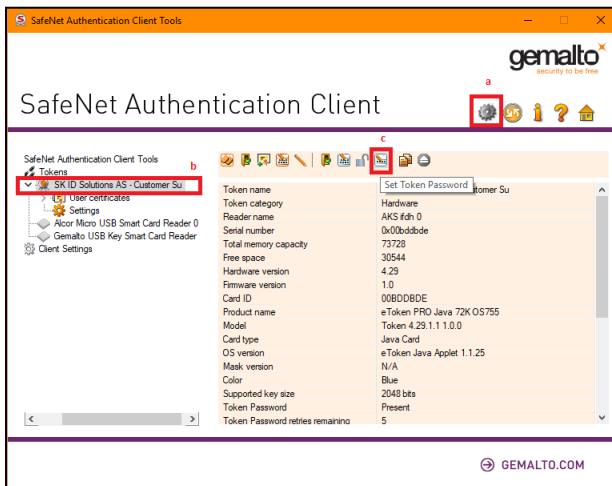 SafeNet Authentication Client Tools
gemalto
security to be free
a
SafeNet Authentication Client
c
SafeNet Authentication Client Tools
Tokens
b
SK ID Solutions AS - Customer Su
User certificates
Settings
Alcor Micro USB Smart Card Reader 0
Gemalto USB Key Smart Card Reader
Client Settings
Set Token Password
Token name tomer Su
Token category Hardware
Reader name AKS ifdh 0
Serial number 0x00bddbde
Total memory capacity 73728
Free space 30544
Hardware version 4.29
Firmware version 1.0
Card ID 00BDDBDE
Product name eToken PRO Java 72K OS755
Model Token 4.29.1.1 1.0.0
Card type Java Card
OS version eToken Java Applet 1.1.25
Mask version N/A
Color Blue
Supported key size 2048 bits
Token Password Present
Token Password retries remaining 5
GEMALTO.COM